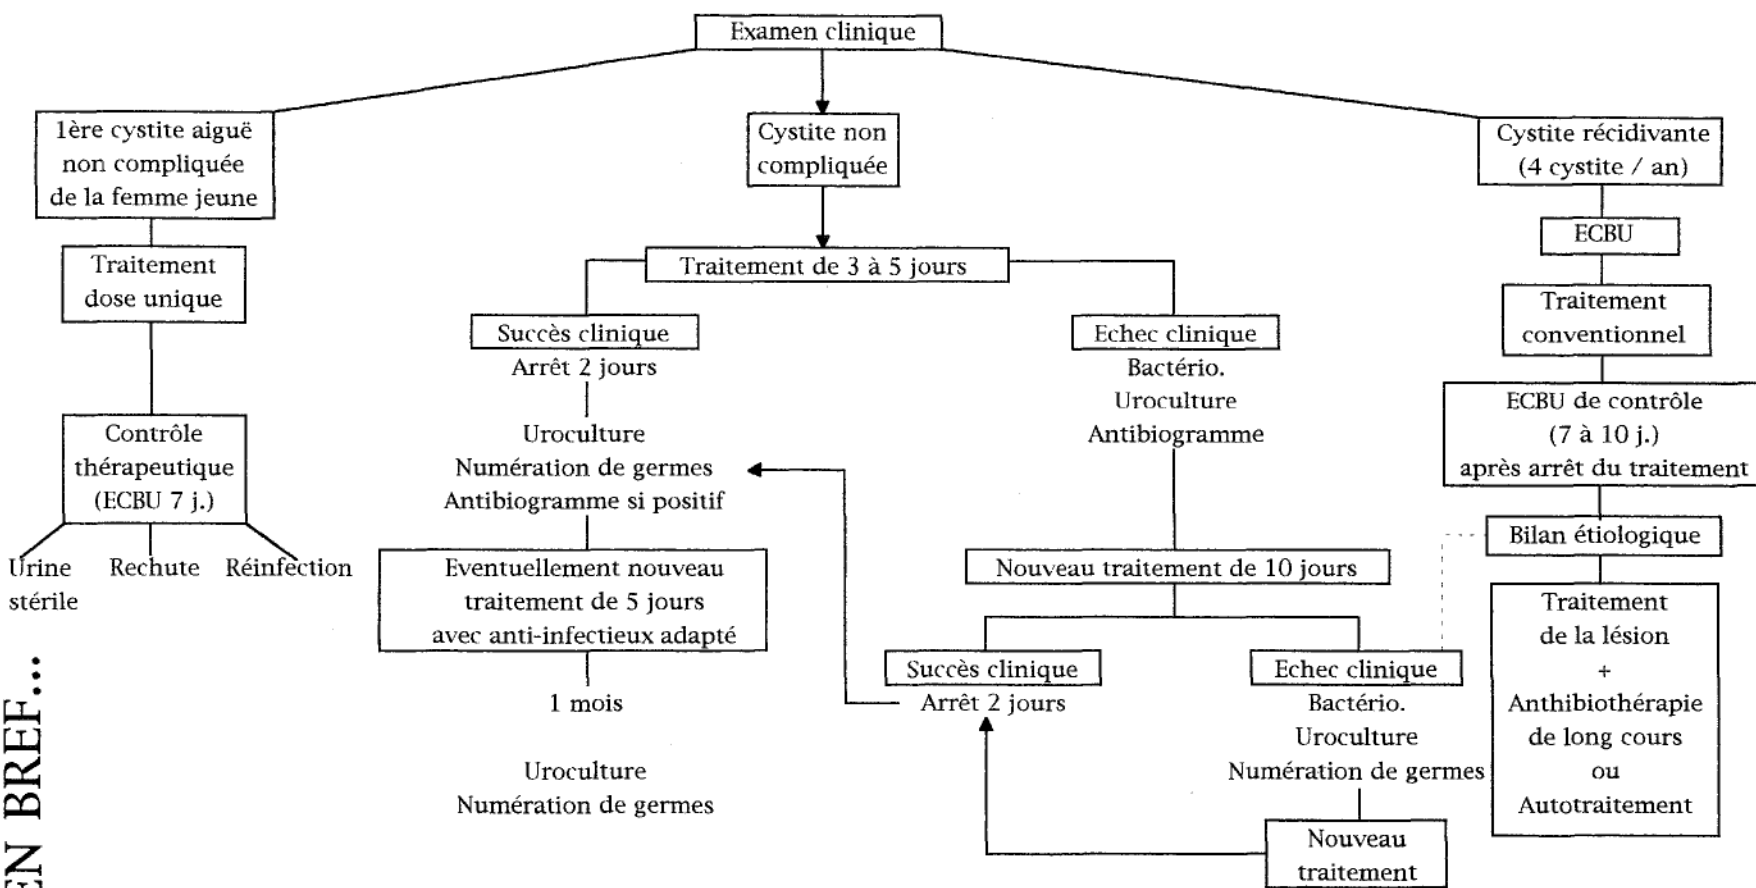 Examen clinique
1ère cystite aiguë
non compliquée
de la femme jeune
Traitement
dose unique
Contrôle
thérapeutique
(ECBU 7 j.)
Urine
stérile
Rechute
Réinfection
Cystite non
compliquée
Traitement de 3 à 5 jours
Succès clinique
Arrêt 2 jours
Uroculture
Numération de germes
Antibiogramme si positif
Eventuellement nouveau
traitement de 5 jours
avec anti-infectieux adapté
1 mois
Uroculture
Numération de germes
Echec clinique
Bactério.
Uroculture
Antibiogramme
Nouveau traitement de 10 jours
Succès clinique
Arrêt 2 jours
Echec clinique
Bactério.
Uroculture
Numération de germes
Nouveau
traitement
Cystite récidivante
(4 cystite / an)
ECBU
Traitement
conventionnel
ECBU de contrôle
(7 à 10 j.)
après arrêt du traitement
Bilan étiologique
Traitement
de la lésion
+
Anthibiothérapie
de long cours
ou
Autotraitement
EN BREF...